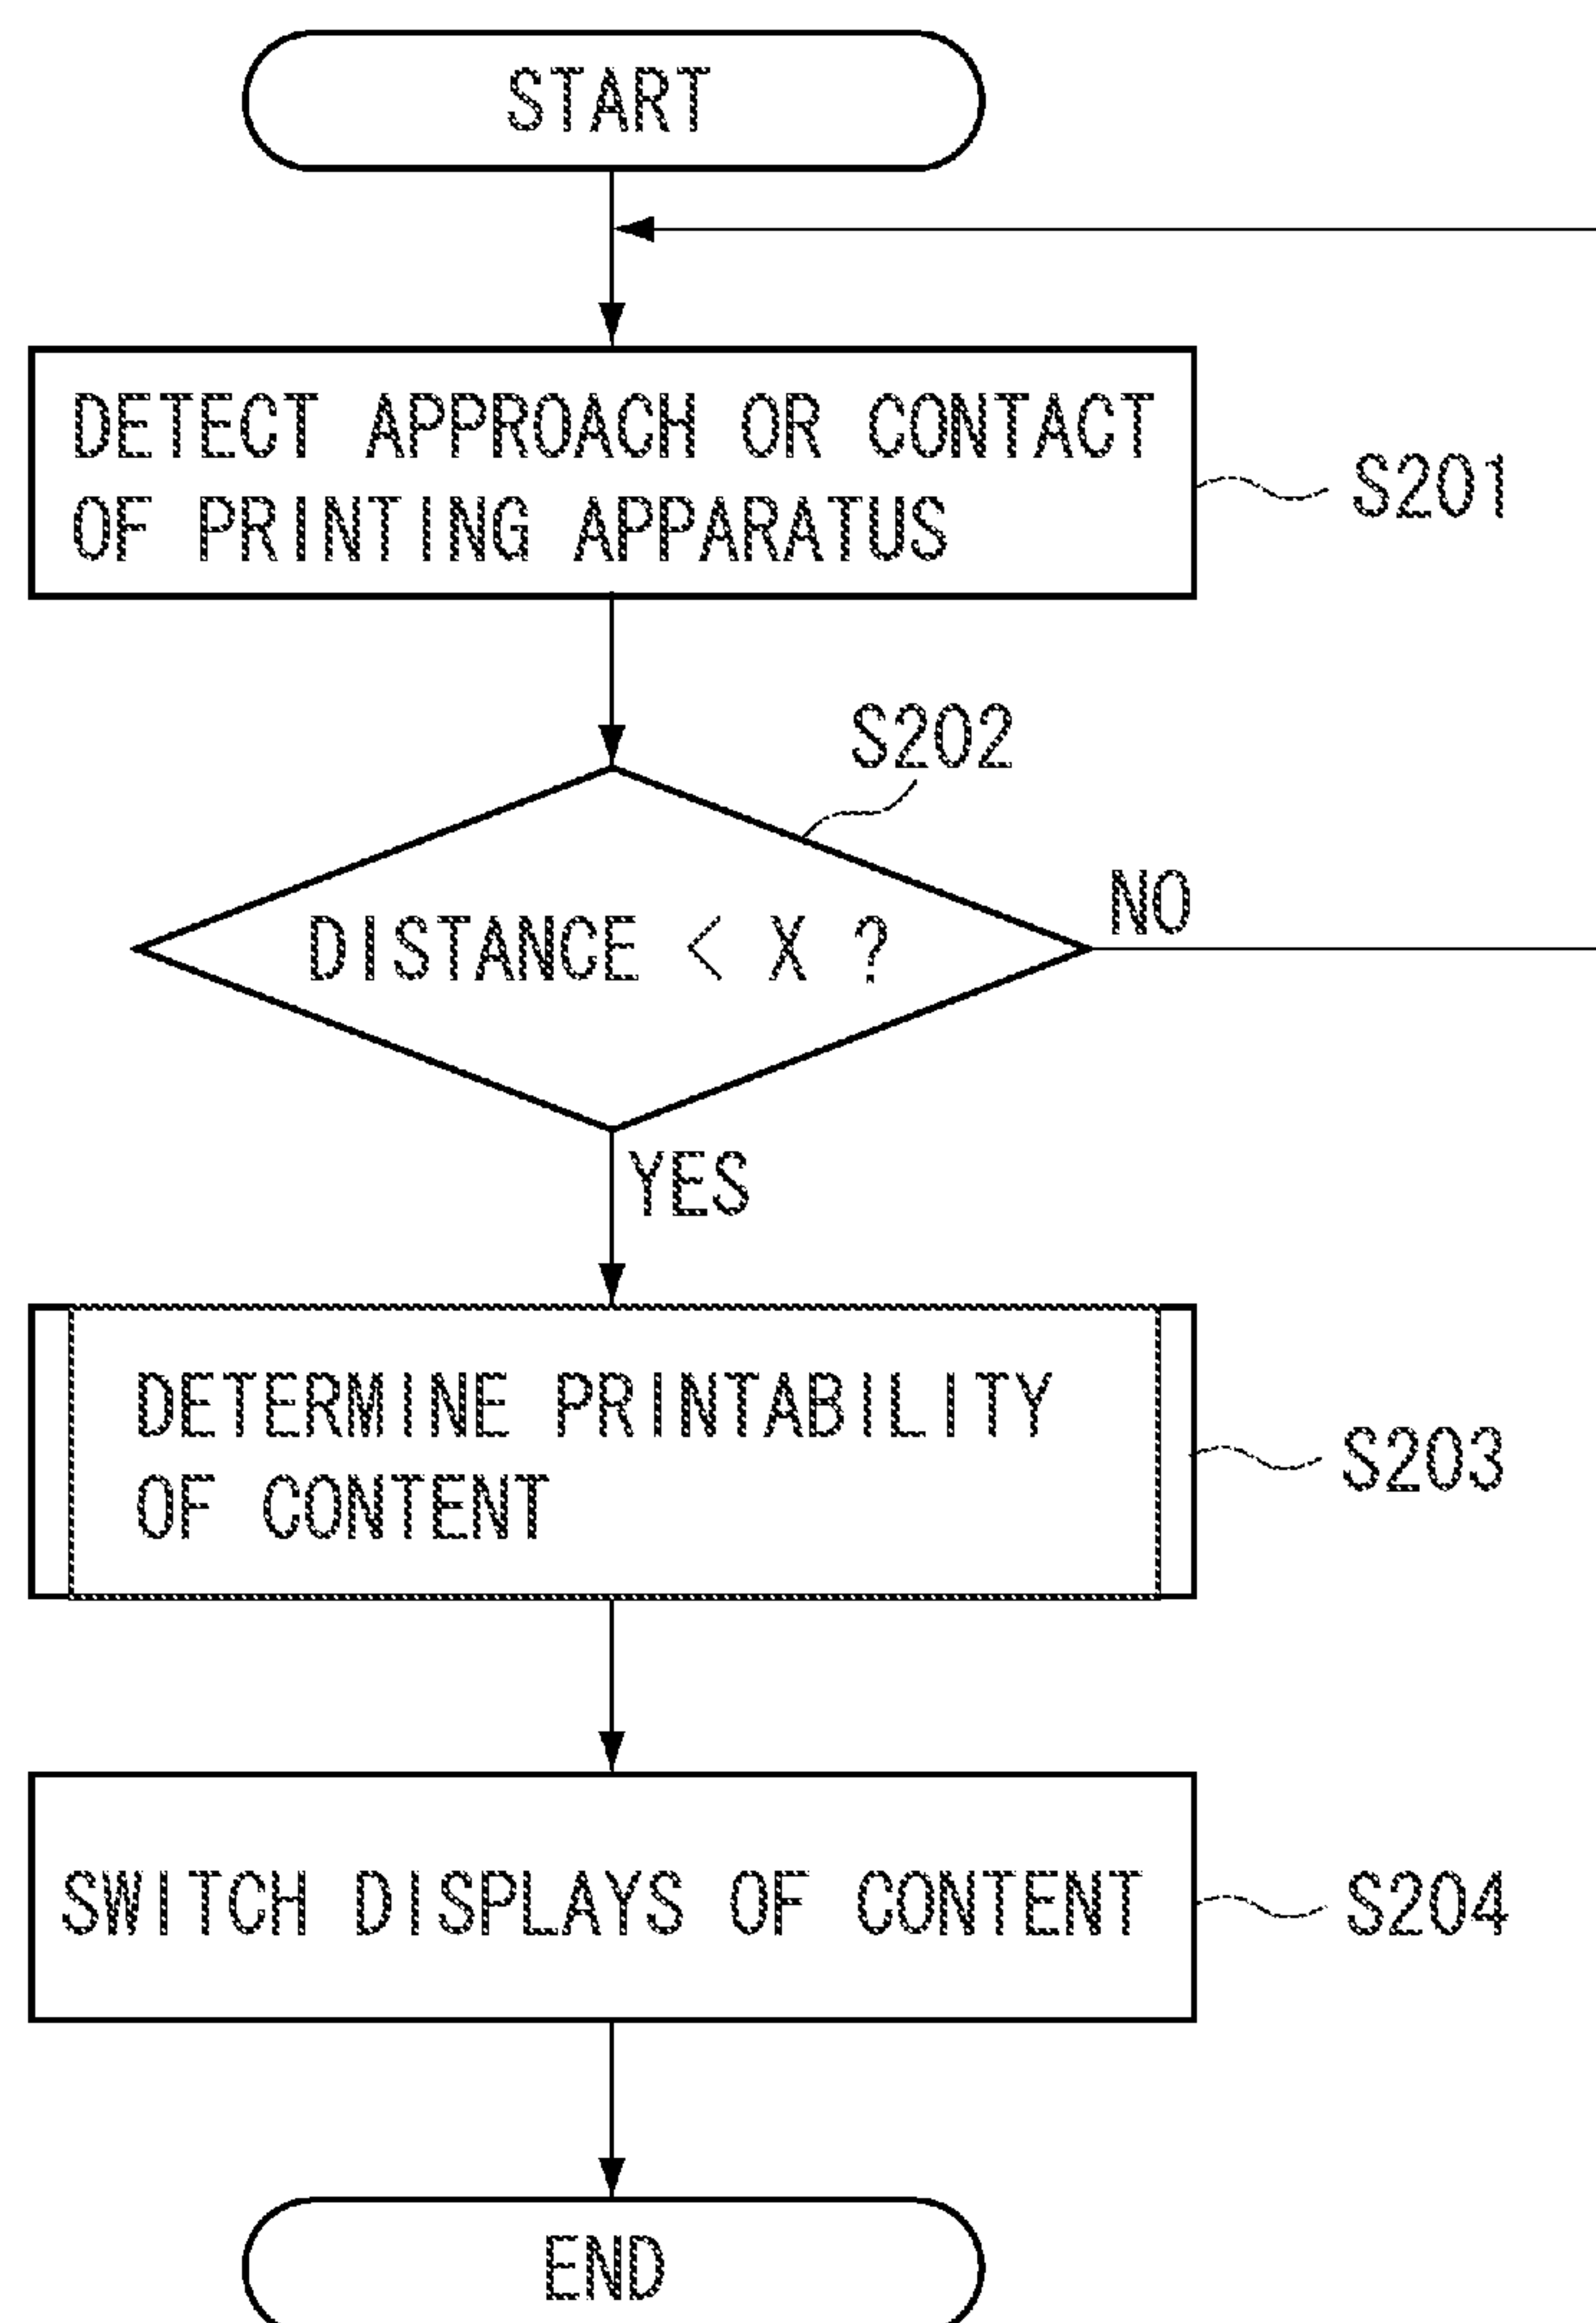 START
DETECT APPROACH OR CONTACT
OF PRINTING APPARATUS
S201
S202
DISTANCE < X ?
NO
YES
DETERMINE PRINTABILITY
OF CONTENT
S203
SWITCH DISPLAYS OF CONTENT
S204
END